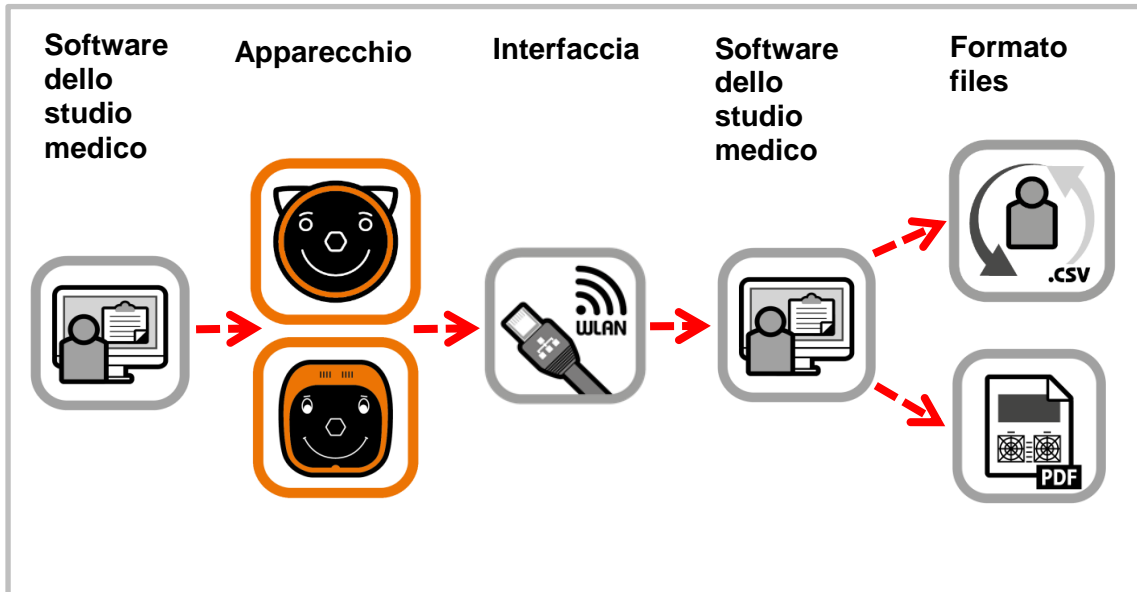 Software
dello
studio
medico
Apparecchio
Interfaccia
Software
dello
studio
medico
Formato
files
WLAN
.CSV
PDF